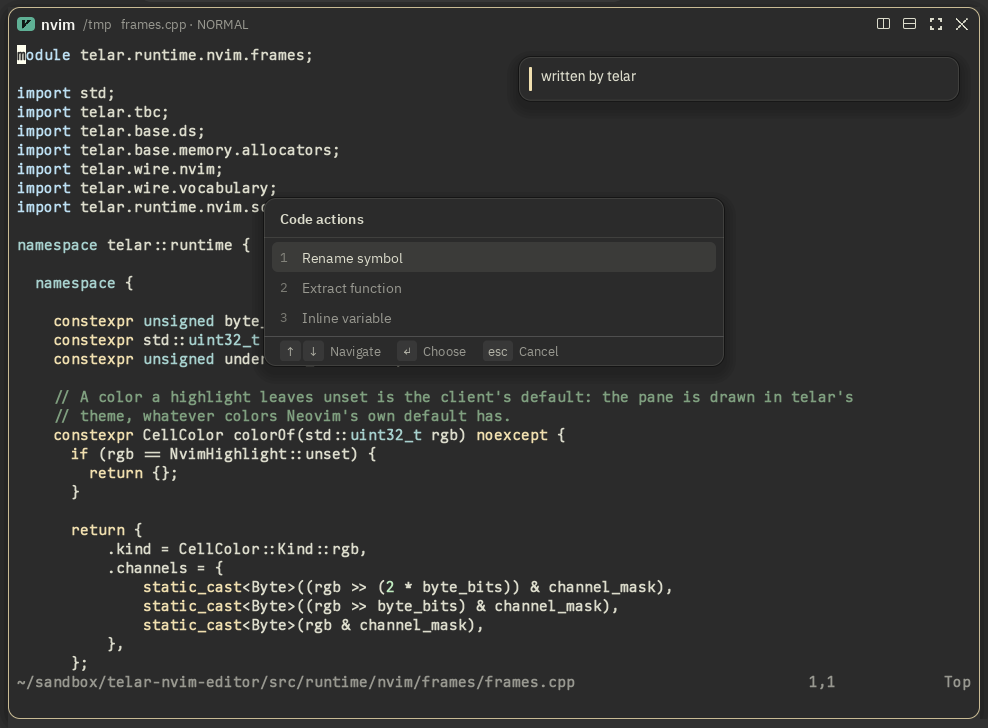 nvim /tmp frames.cpp · NORMAL
module telar.runtime.nvim.frames;
written by telar
import std;
import telar.tbc;
import telar.base.ds;
import telar.base.memory.allocators;
import telar.wire.nvim;
import telar.wire.vocabulary;
import telar.runtime.nvim.sc
Code actions
1 Rename symbol
2 Extract function
3 Inline variable
↑ ↓ Navigate ↵ Choose esc Cancel
namespace telar::runtime {
namespace {
constexpr unsigned byte_
constexpr std::uint32_t
constexpr unsigned under
// A color a highlight leaves unset is the client's default: the pane is drawn in telar's
// theme, whatever colors Neovim's own default has.
constexpr CellColor colorOf(std::uint32_t rgb) noexcept {
if (rgb == NvimHighlight::unset) {
return {};
}
return {
.kind = CellColor::Kind::rgb,
.channels = {
static_cast<Byte>((rgb >> (2 * byte_bits)) & channel_mask),
static_cast<Byte>((rgb >> byte_bits) & channel_mask),
static_cast<Byte>(rgb & channel_mask),
},
};
~/sandbox/telar-nvim-editor/src/runtime/nvim/frames/frames.cpp 1,1 Top